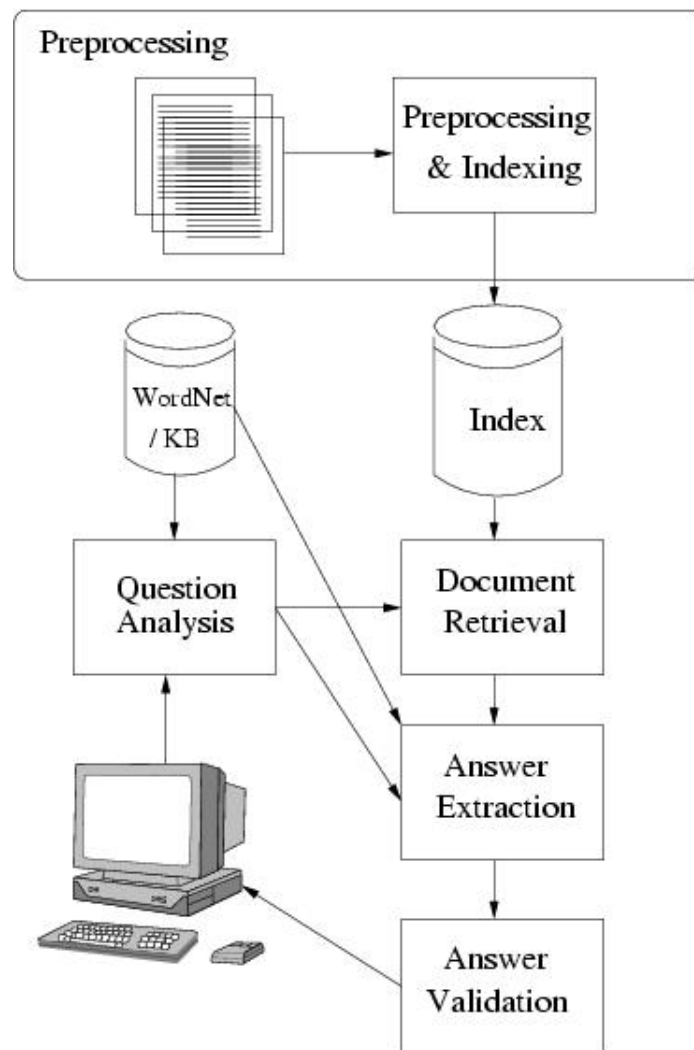 Preprocessing
Preprocessing
& Indexing
WordNet
/ KB
Index
Question
Analysis
Document
Retrieval
Answer
Extraction
Answer
Validation